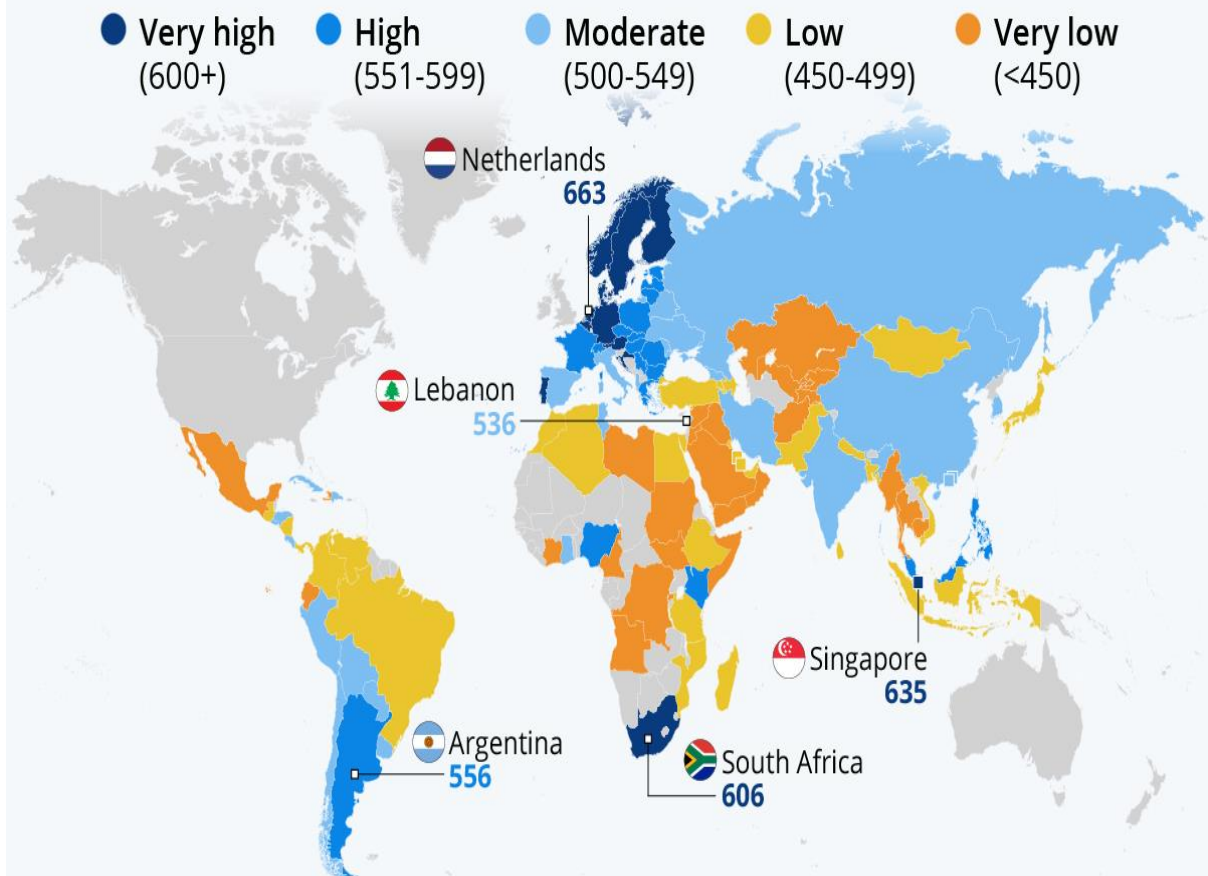 Very high High Moderate Low Very low
(600+) (551-599) (500-549) (450-499) (<450)
Netherlands
663
Lebanon
536
Singapore
635
Argentina
556
South Africa
606